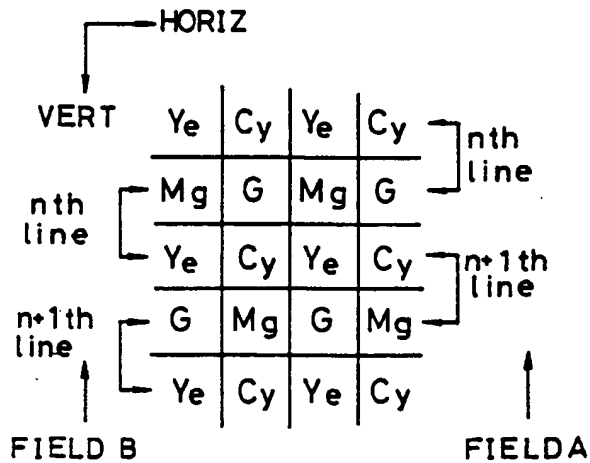 HORIZ
VERT
Ye Cy Ye Cy
nth
line
Mg G Mg G
nth
line
Ye Cy Ye Cy
n+1th
line
G Mg G Mg
n+1th
line
Ye Cy Ye Cy
FIELD B
FIELD A